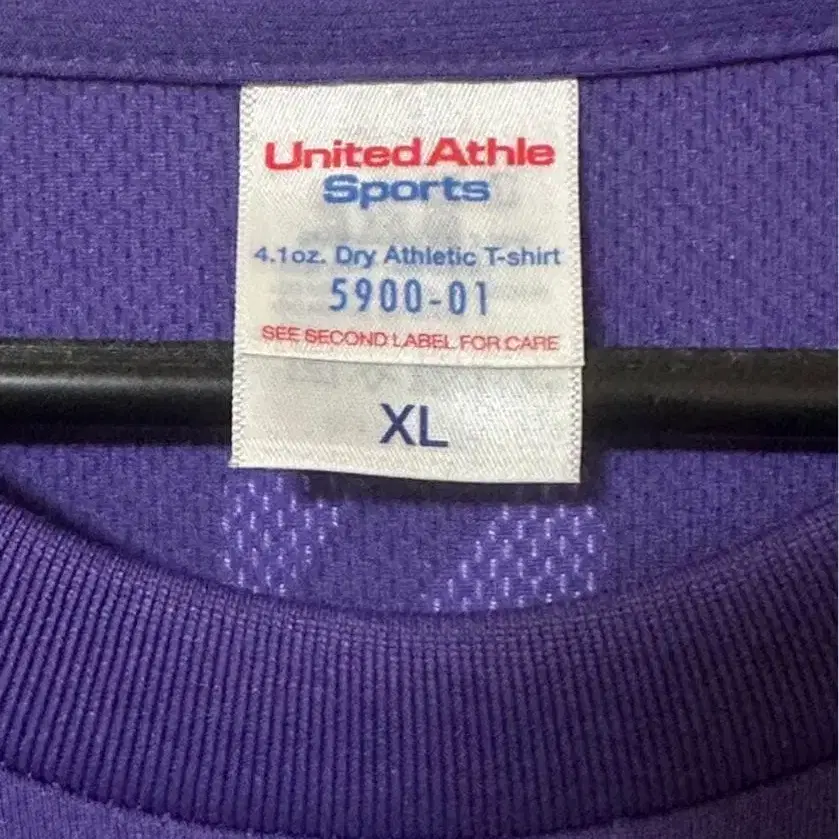 United Athle
Sports
4.1oz. Dry Athletic T-shirt
5900-01
SEE SECOND LABEL FOR CARE
XL